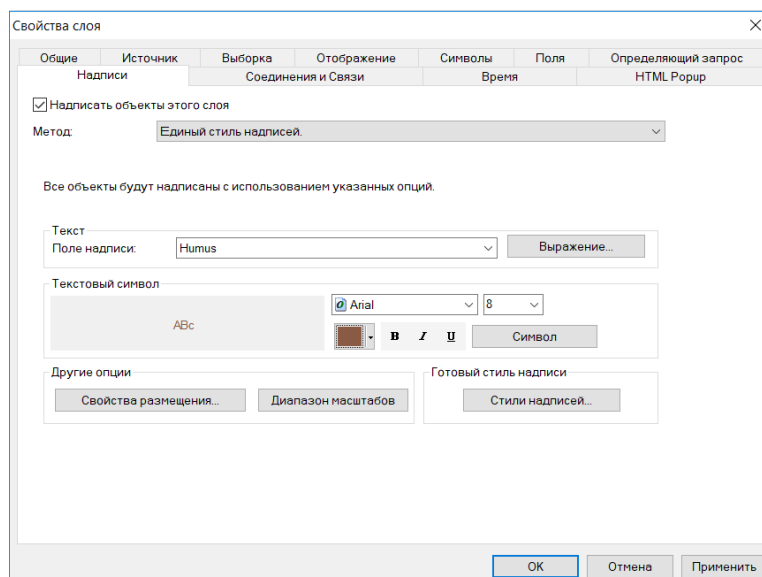 Свойства слоя
Общие Источник Выборка Отображение Символы Поля Определяющий запрос
Надписи Соединения и Связи Время HTML Popup
Надписать объекты этого слоя
Метод: Единый стиль надписей.
Все объекты будут надписаны с использованием указанных опций.
Текст
Поле надписи: Humus Выражение...
Текстовый символ
ABc Arial 8
B I U Символ
Другие опции Готовый стиль надписи
Свойства размещения... Диапазон масштабов Стили надписей...
OK Отмена Применить